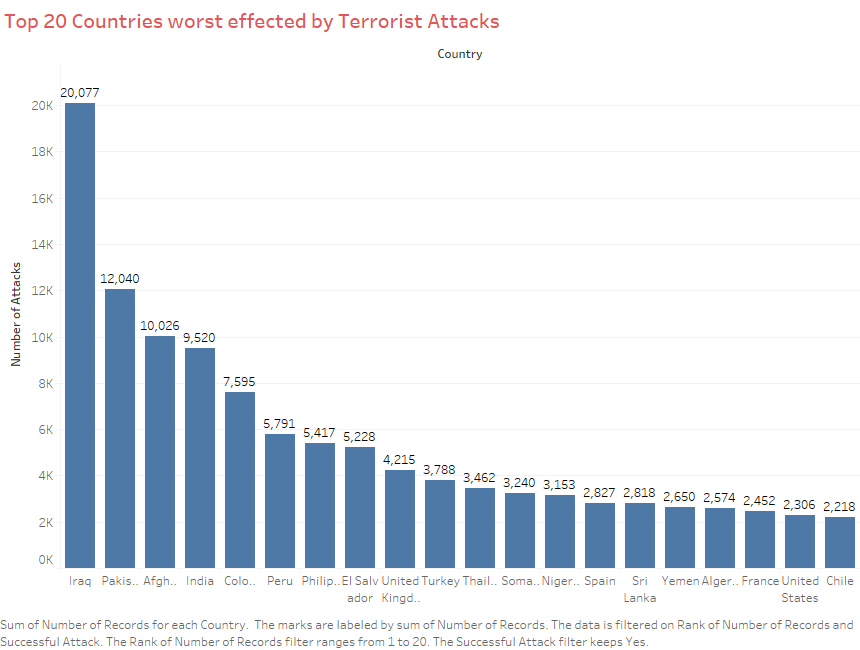 Top 20 Countries worst effected by Terrorist Attacks
Country
Number of Attacks
20K
18K
16K
14K
12K
10K
8K
6K
4K
2K
0K
20,077
12,040
10,026
9,520
7,595
5,791
5,417
5,228
4,215
3,788
3,462
3,240
3,153
2,827
2,818
2,650
2,574
2,452
2,306
2,218
Iraq Pakis.. Afgh.. India Colo.. Peru Philip.. El Salv United Turkey Thail.. Soma.. Niger.. Spain Sri Yemen Alger.. France United Chile
ador Kingd.. Lanka States
Sum of Number of Records for each Country. The marks are labeled by sum of Number of Records. The data is filtered on Rank of Number of Records and
Successful Attack. The Rank of Number of Records filter ranges from 1 to 20. The Successful Attack filter keeps Yes.